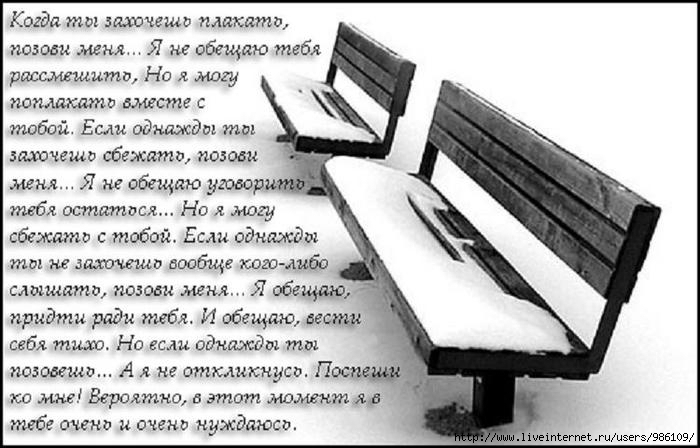 Когда ты захочешь плакать,
позови меня... Я не обещаю тебя
рассмешить, Но я могу
поплакать вместе с
тобой. Если однажды ты
захочешь сбежать, позови
меня... Я не обещаю уговорить
тебя остаться... Но я могу
сбежать с тобой. Если однажды
ты не захочешь вообще кого-либо
слышать, позови меня... Я обещаю,
придти ради тебя. И обещаю, вести
себя тихо. Но если однажды ты
позовешь... А я не откликнусь. Поспеши
ко мне! Вероятно, в этот момент я в
тебе очень и очень нуждаюсь.
http://www.liveinternet.ru/users/986109/